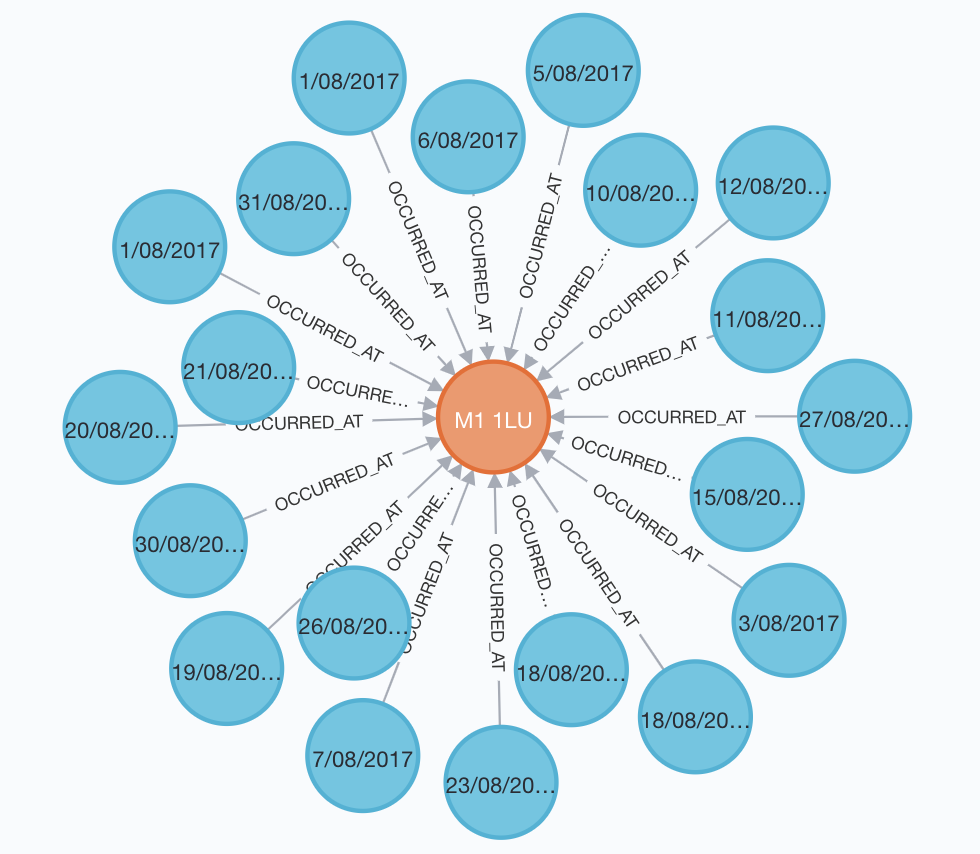 5/08/2017
1/08/2017
6/08/2017
12/08/20...
10/08/20...
31/08/20...
1/08/2017
OCCURRED_AT
OCCURRED_AT
OCCURRED_AT
OCCURRED_...
OCCURRED_AT
OCCURRED_AT
OCCURRED_AT
11/08/20...
21/08/20...
OCCURRED_AT
OCCURRE...
20/08/20...
OCCURRED_AT
M1 1LU
OCCURRED_AT
27/08/20...
OCCURRED...
15/08/20...
OCCURRED_AT
30/08/20...
OCCURRED_AT
OCCURRE...
OCCURRED_AT
OCCURRED_AT
OCCURRED...
OCCURRED_AT
OCCURRED_AT
3/08/2017
26/08/20...
19/08/20...
18/08/20...
18/08/20...
7/08/2017
23/08/20...